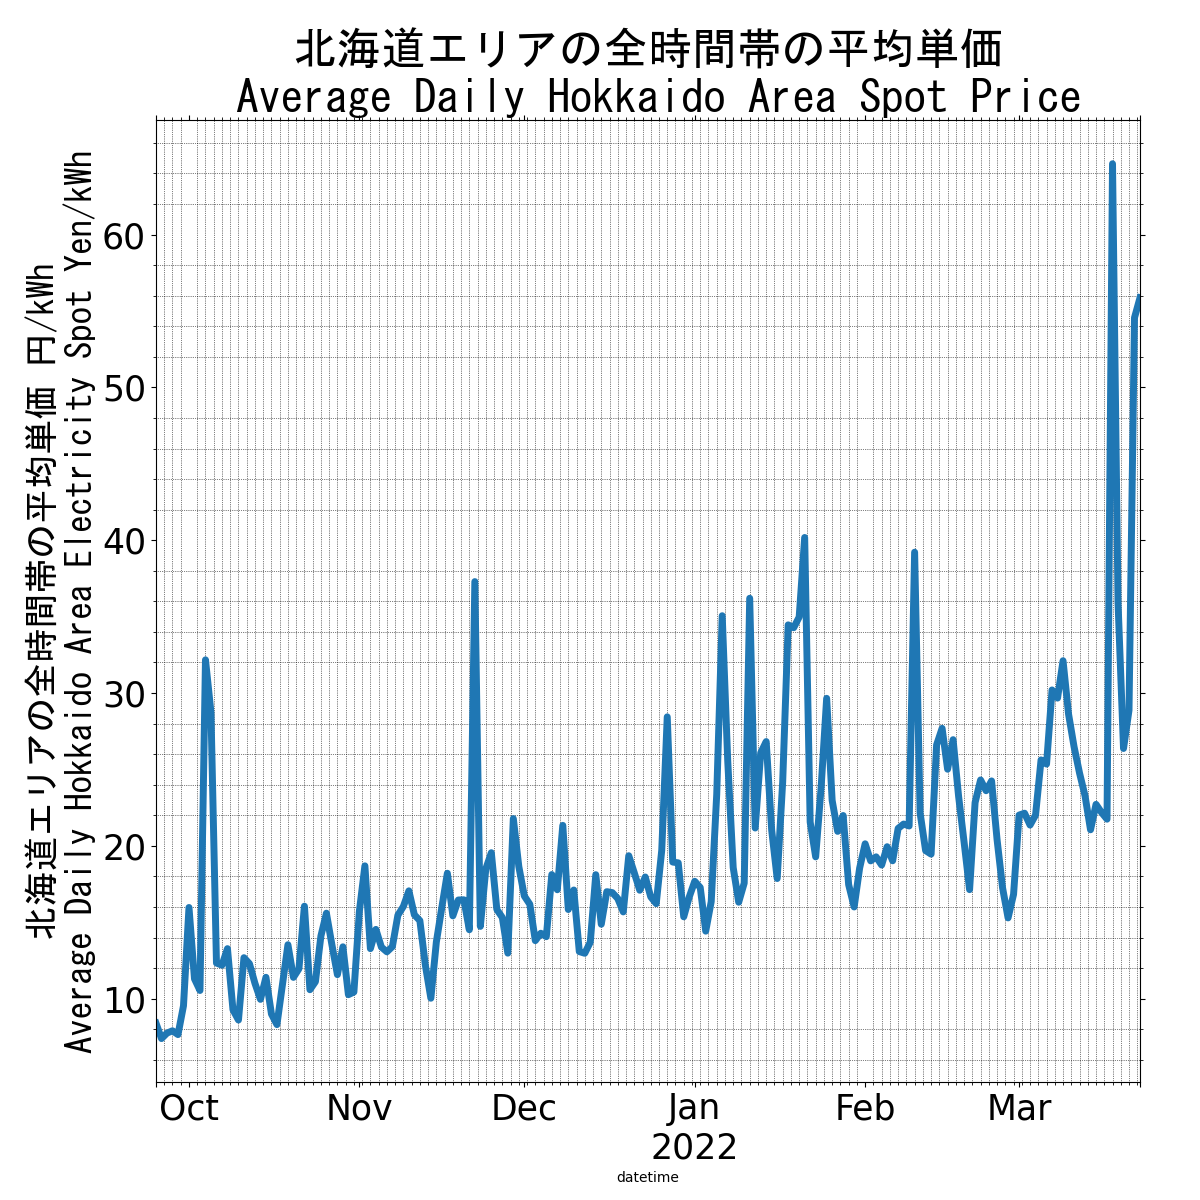 北海道エリアの全時間帯の平均単価
Average Daily Hokkaido Area Spot Price
北海道エリアの全時間帯の平均単価 円/kWh
Average Daily Hokkaido Area Electricity Spot Yen/kWh
60
50
40
30
20
10
Oct Nov Dec Jan Feb Mar
2022
datetime